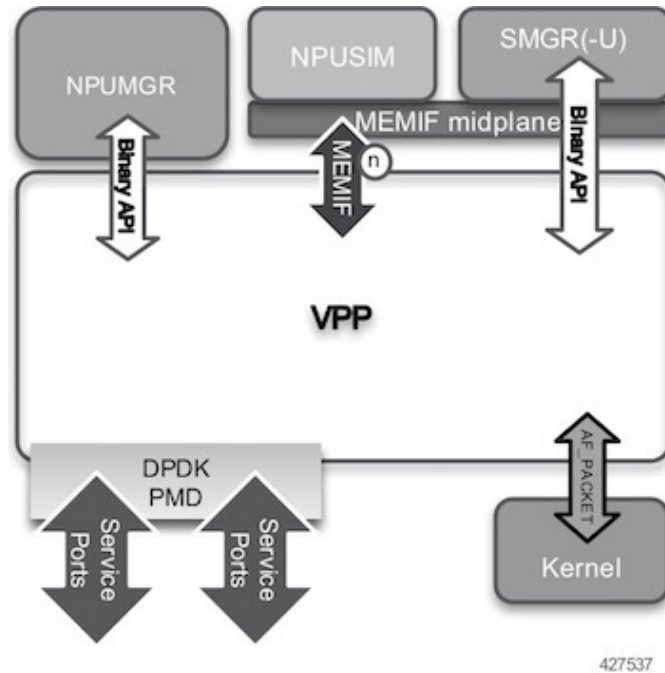 NPUMGR
NPUSIM
SMGR(-U)
MEMIF midplane
Binary API
MEMIF
n
Binary API
VPP
DPDK
PMD
Service
Ports
Service
Ports
AF_PACKET
Kernel
427537